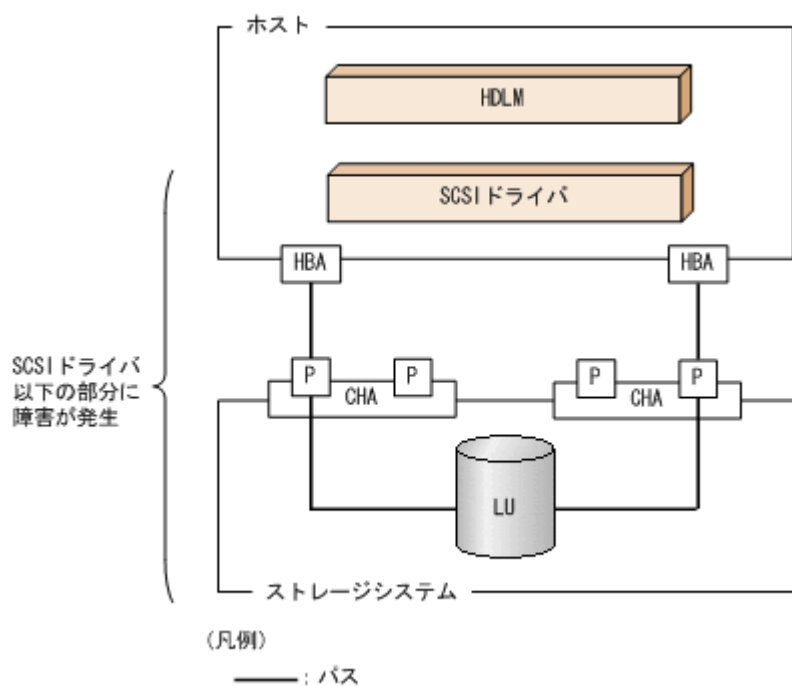 ホスト
HDLM
SCSIドライバ
HBA
HBA
SCSIドライバ
以下の部分に
障害が発生
P
P
P
P
CHA
CHA
LU
ストレージシステム
(凡例)
: パス